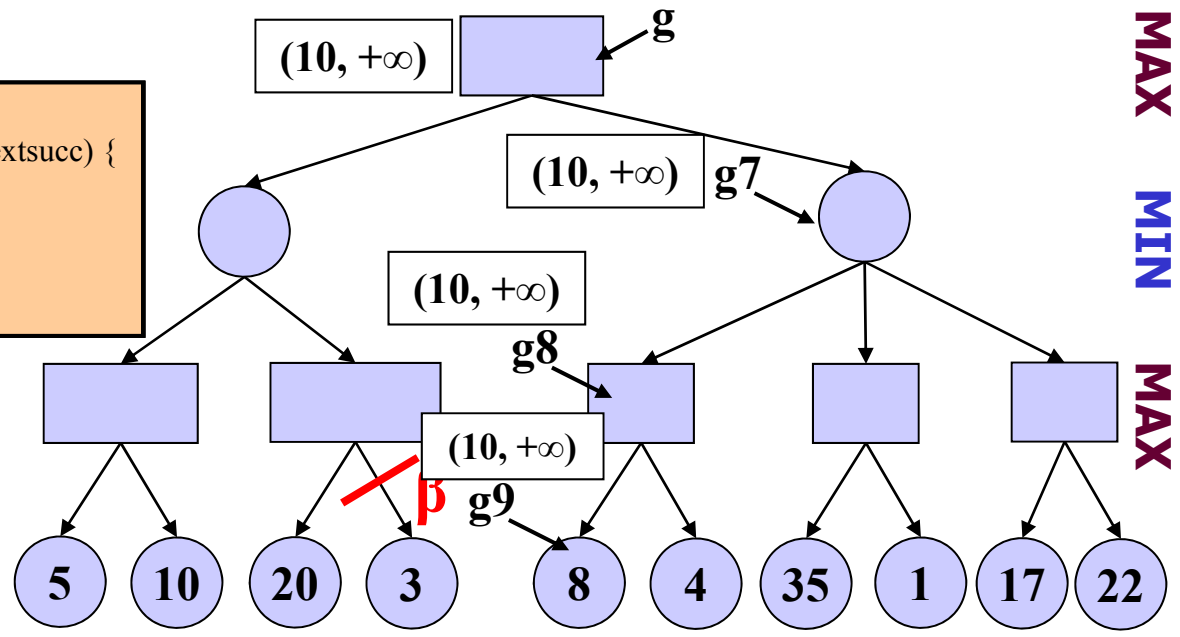 g
(10, +∞)
MAX
extsucc) {
(10, +∞)
g7
MIN
(10, +∞)
g8
MAX
(10, +∞)
β
g9
5 10 20 3 8 4 35 1 17 22